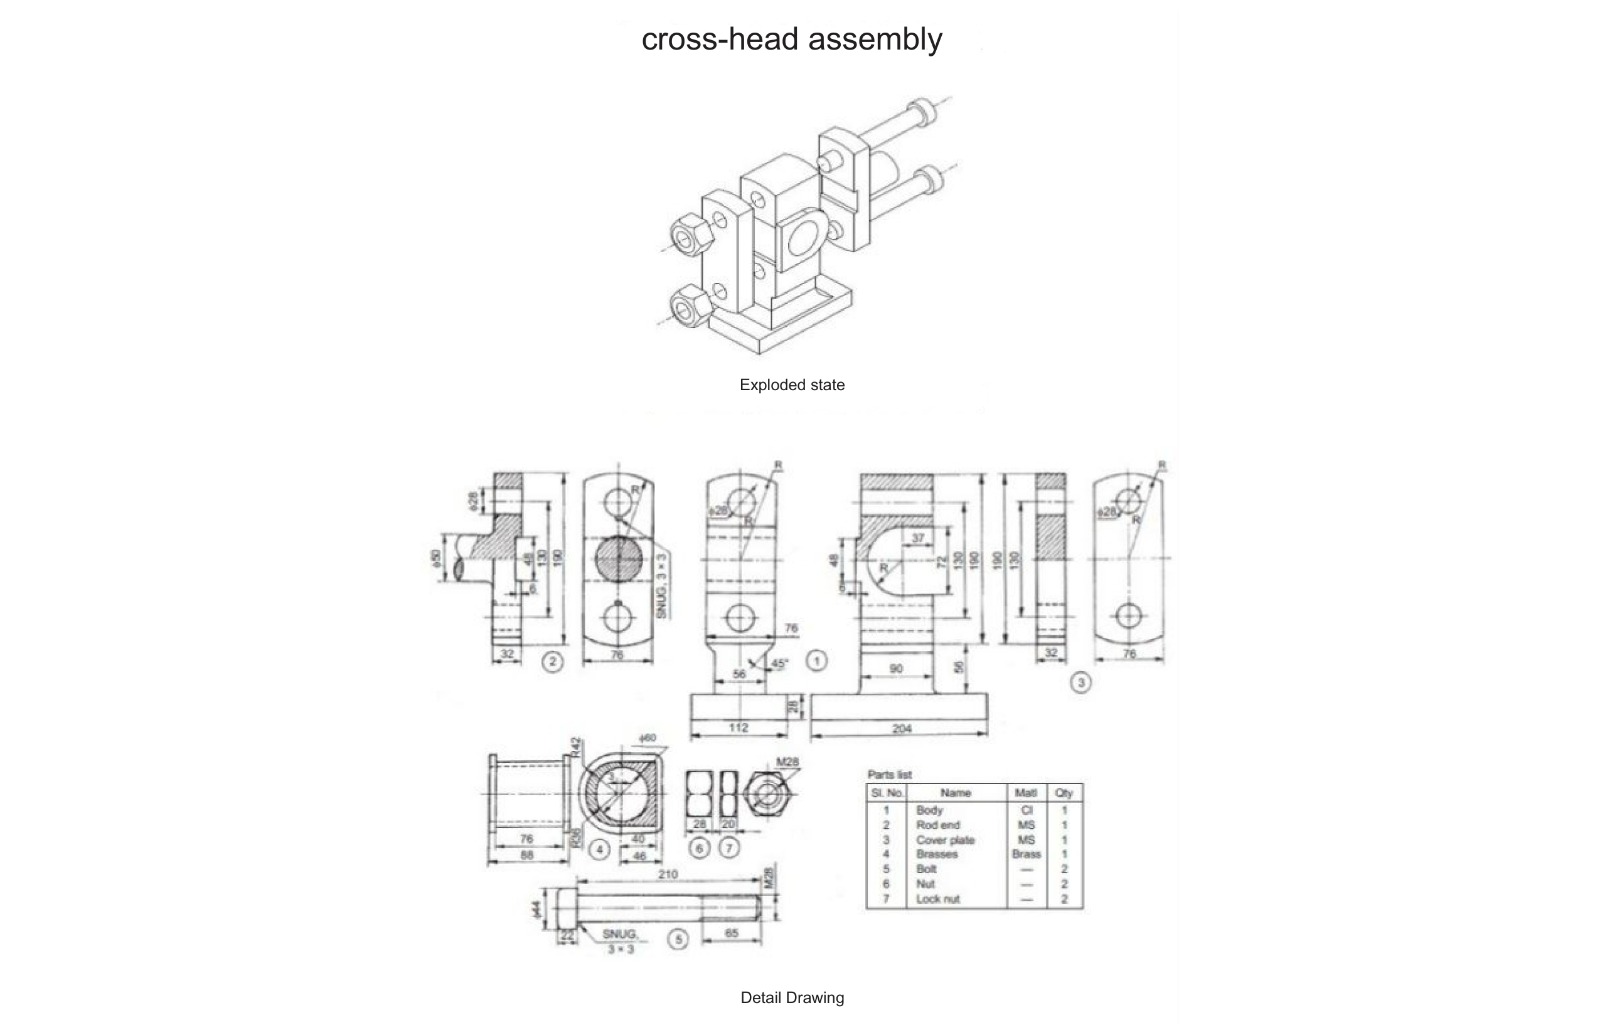 cross-head assembly
Exploded state
ϕ28
ϕ50
48
130
190
6
32
2
R
SNUG, 3 × 3
76
R
ϕ28
R
76
45°
56
1
28
112
37
48
R
72
130
190
90
56
204
190
130
32
3
R
ϕ28
R
76
76
88
R42
ϕ60
3
R36
4
40
46
28
20
6
7
M28
210
M28
ϕ44
22
SNUG,
3 × 3
5
65
Parts list
Sl. No. Name Matl Qty
1 Body CI 1
2 Rod end MS 1
3 Cover plate MS 1
4 Brasses Brass 1
5 Bolt — 2
6 Nut — 2
7 Lock nut — 2
Detail Drawing